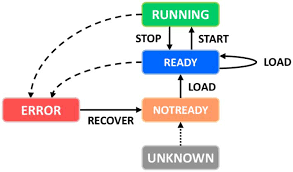 RUNNING
STOP
START
READY
LOAD
LOAD
ERROR
RECOVER
NOTREADY
UNKNOWN